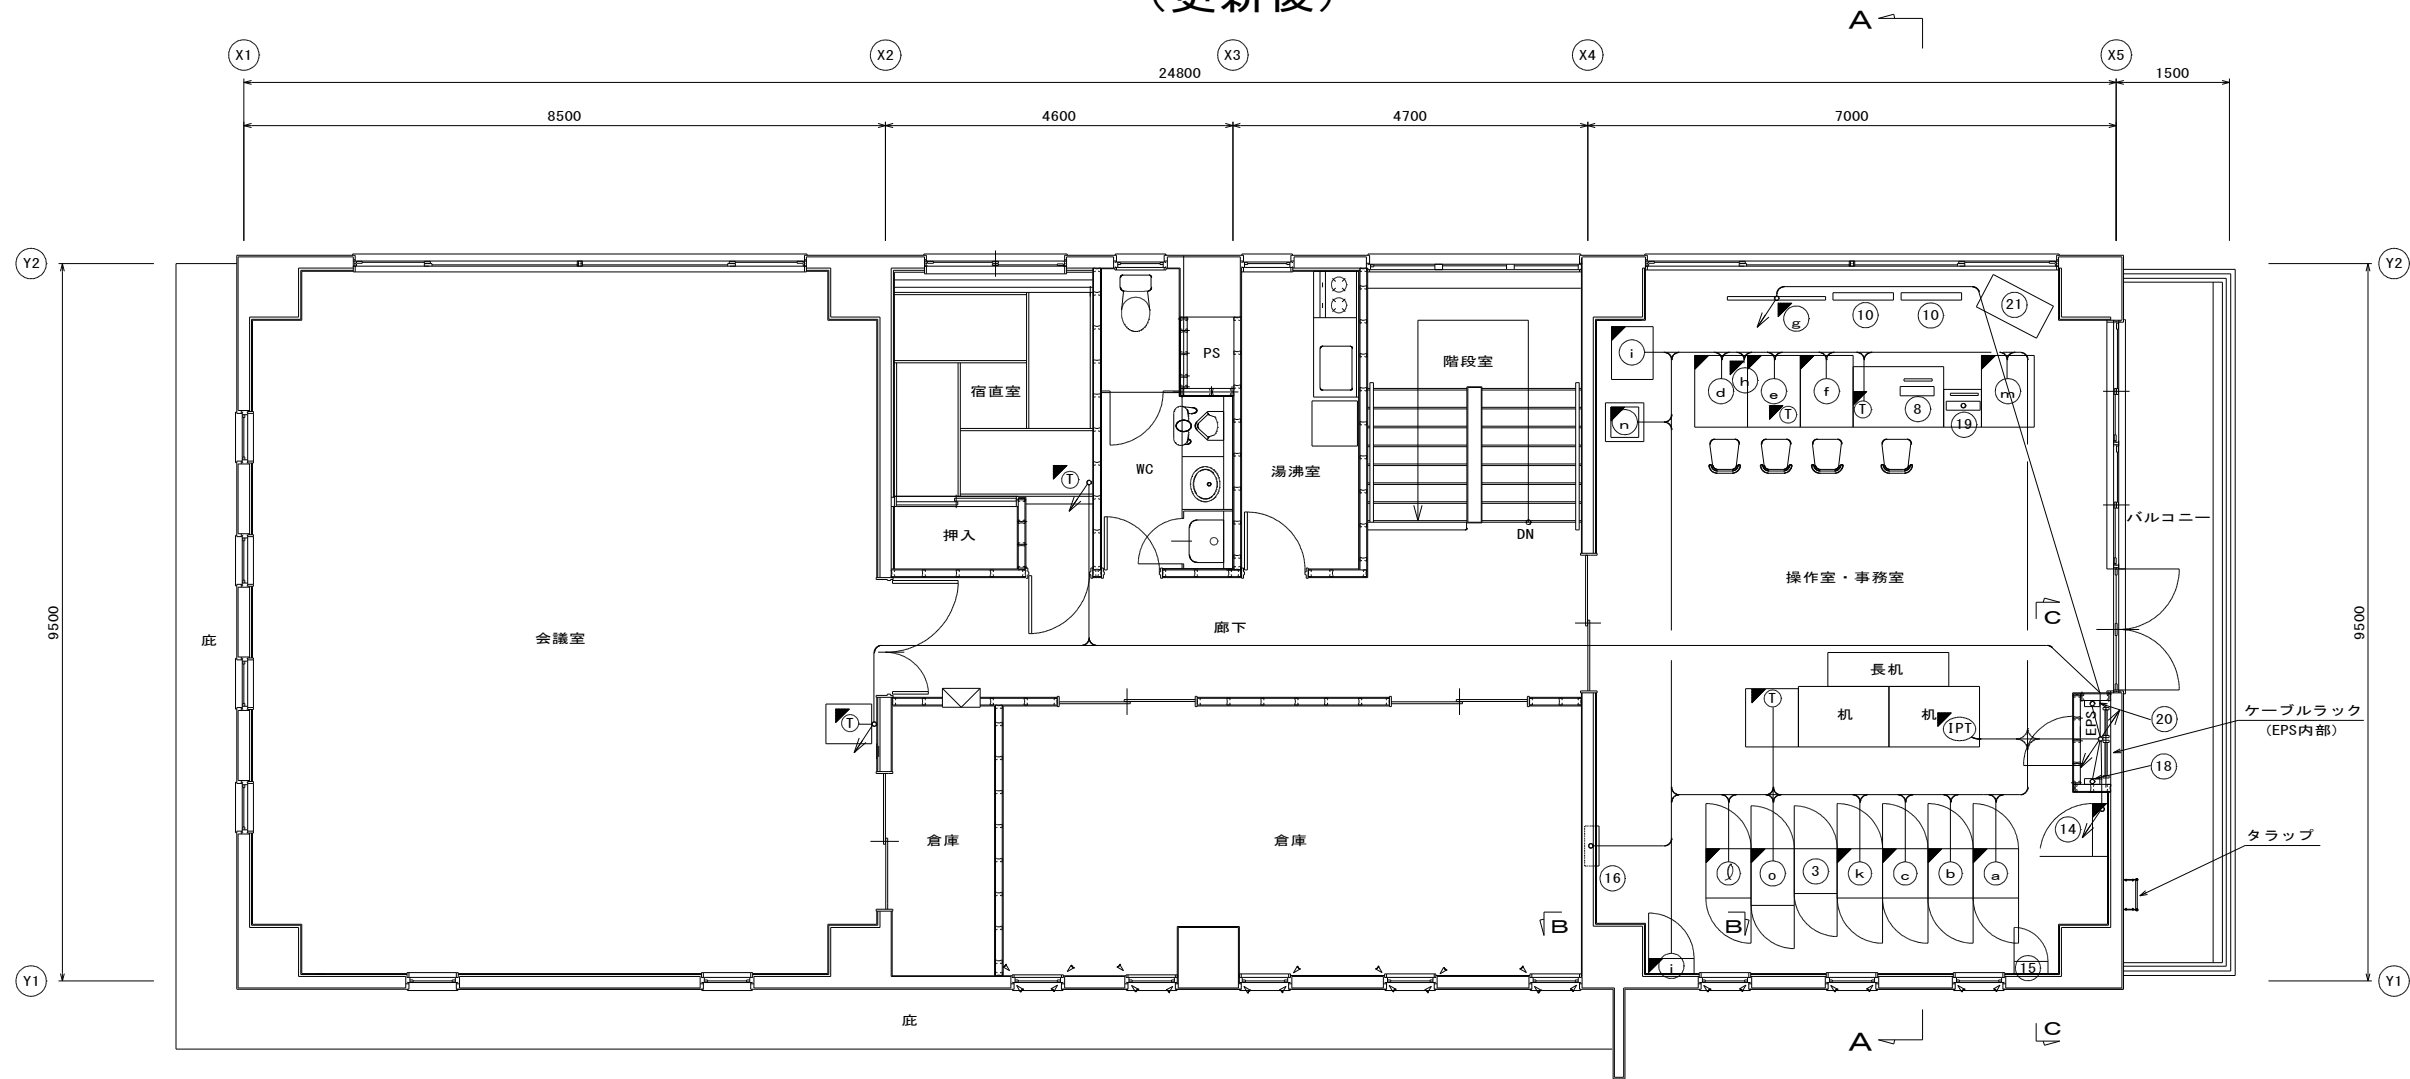 (更新後)
A
X1
X2
X3
X4
X5
24800
1500
8500
4600
4700
7000
Y2
Y2
21
g
10
10
i
PS
階段室
宿直室
d
h
e
f
m
T
T
8
n
19
WC
湯沸室
T
バルコニー
押入
DN
操作室・事務室
9500
9500
C
廊下
会議室
庇
長机
T
机
机
IPT
EPS
20
ケーブルラック
(EPS内部)
T
18
14
タラップ
倉庫
倉庫
16
ℓ
o
3
k
c
b
a
B
B
j
15
Y1
Y1
庇
A
C